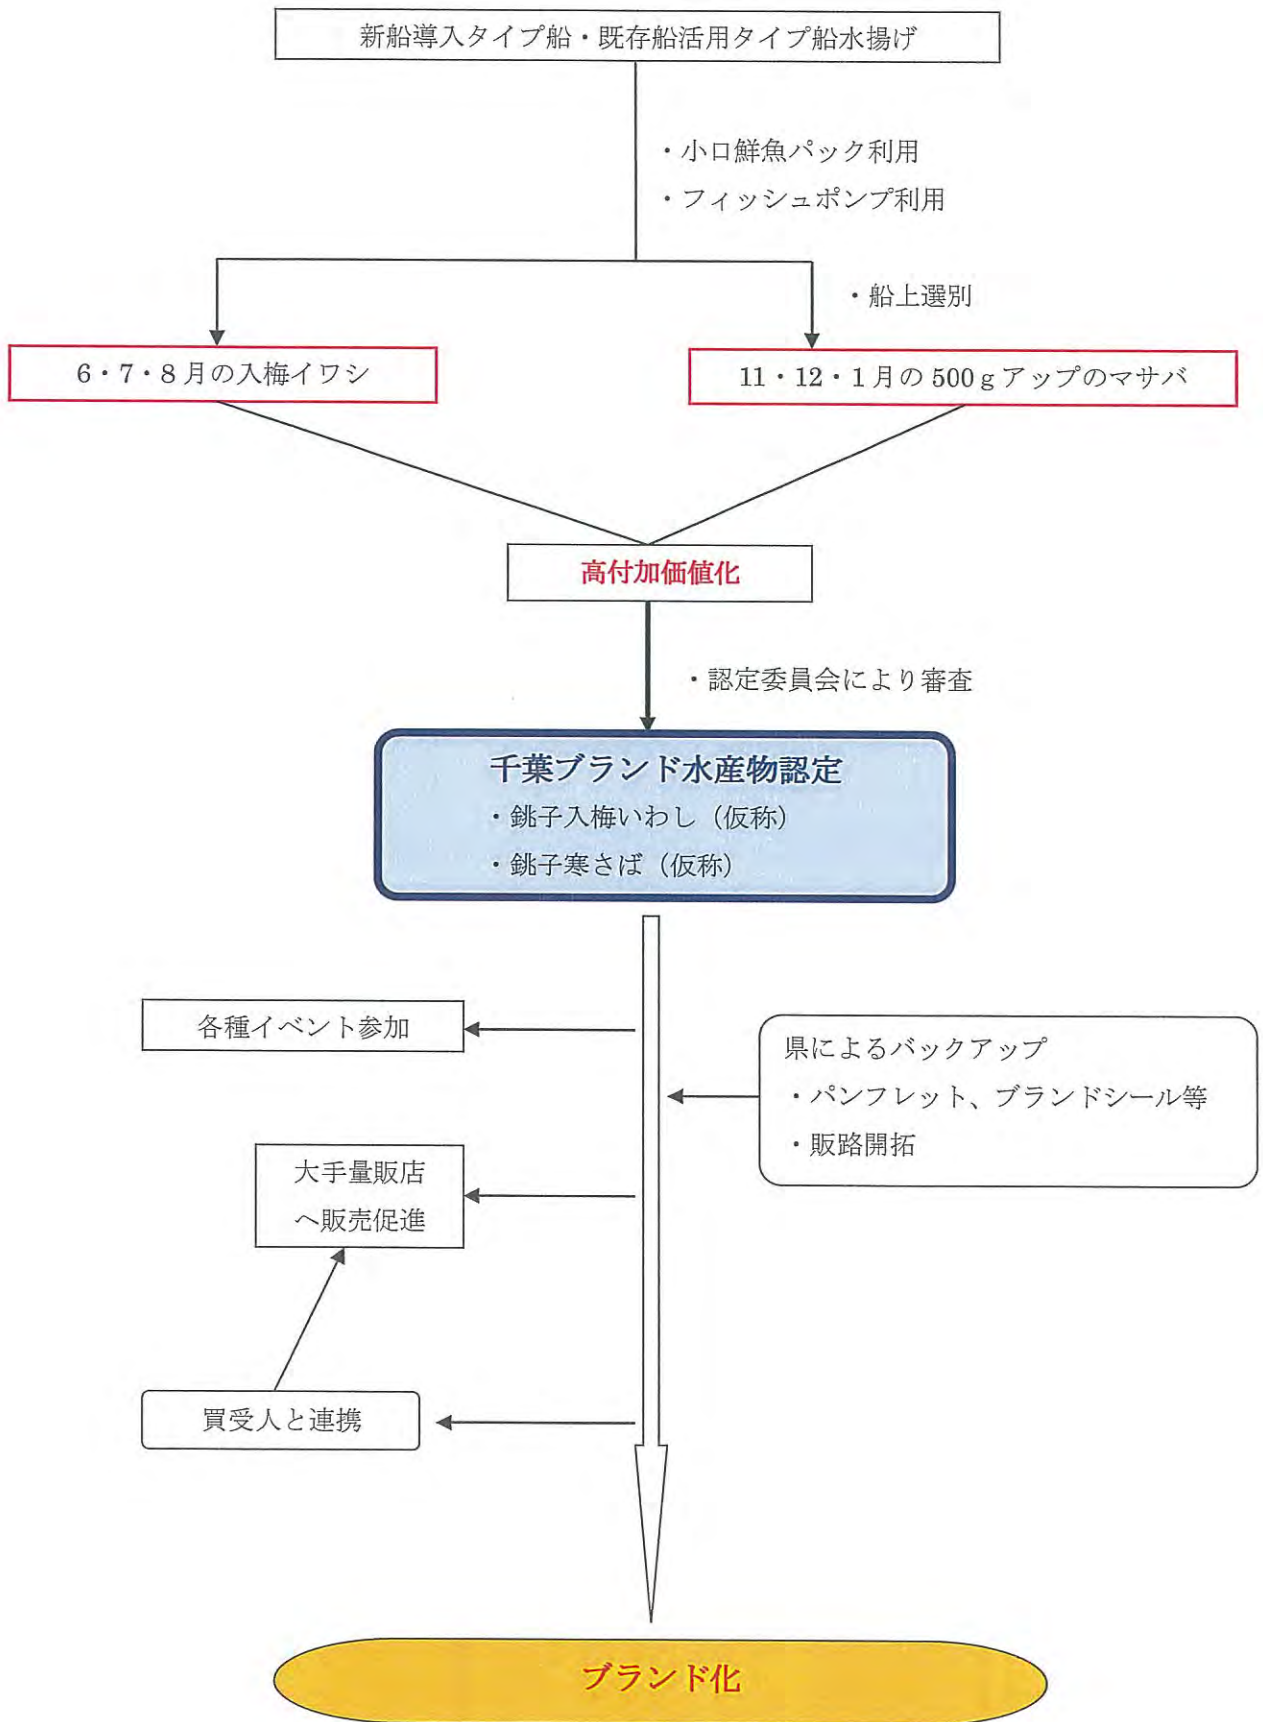 新船導入タイプ船・既存船活用タイプ船水揚げ
・小口鮮魚パック利用
・フィッシュポンプ利用
・船上選別
6・7・8月の入梅イワシ
11・12・1月の500gアップのマサバ
高付加価値化
・認定委員会により審査
千葉ブランド水産物認定
・銚子入梅いわし（仮称）
・銚子寒さば（仮称）
各種イベント参加
県によるバックアップ
・パンフレット、ブランドシール等
・販路開拓
大手量販店
へ販売促進
買受人と連携
ブランド化